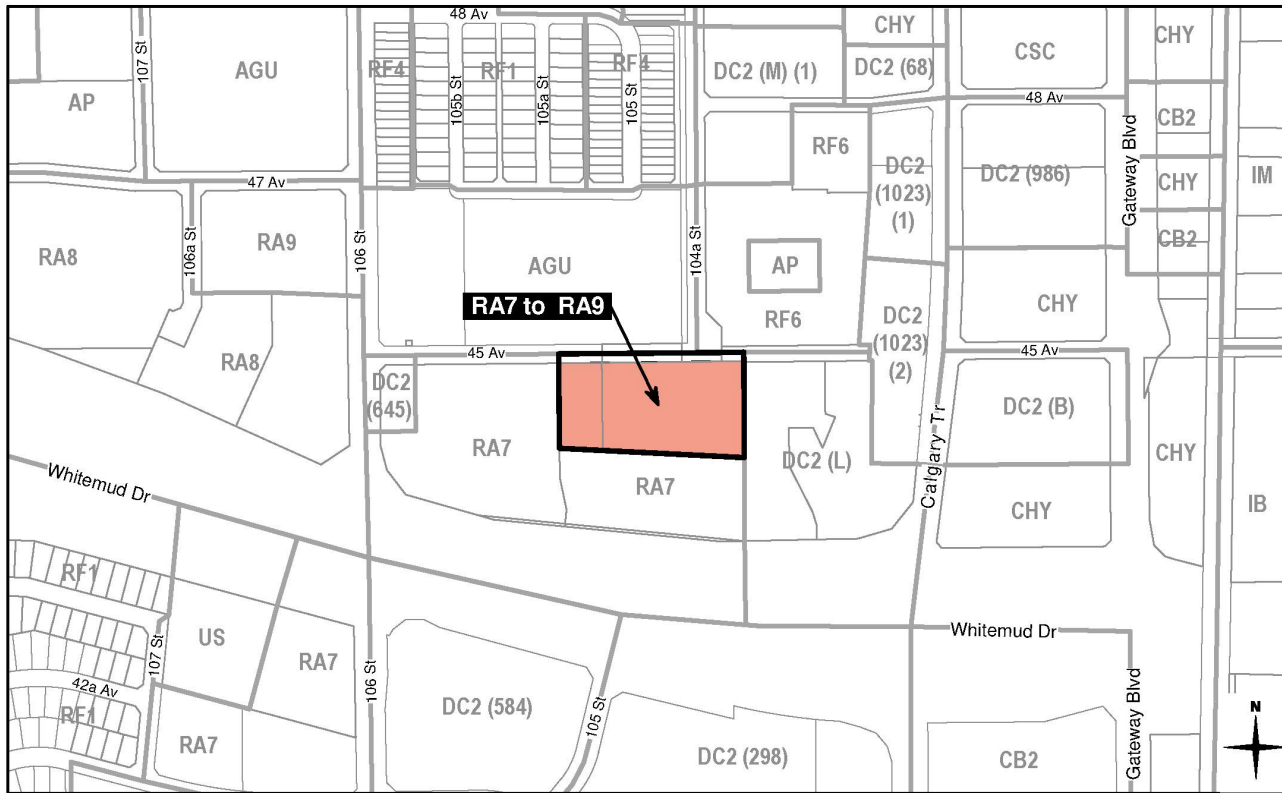 48 Av
CHY
CSC
CHY
107 St
AGU
RF4
105b St
RF1
105a St
RF4
105 St
DC2 (M) (1)
DC2 (68)
AP
48 Av
Gateway Blvd
CB2
RF6
DC2
(1023)
(1)
DC2 (986)
CHY
IM
47 Av
RA8
106a St
RA9
106 St
AGU
104a St
AP
RF6
CB2
RA7 to RA9
DC2
(1023)
(2)
CHY
RA8
45 Av
45 Av
DC2
(645)
RA7
RA7
DC2 (L)
Calgary Tr
DC2 (B)
CHY
Whitemud Dr
CHY
IB
RF1
US
107 St
RA7
106 St
Whitemud Dr
42a Av
RF1
RA7
DC2 (584)
105 St
DC2 (298)
CB2
Gateway Blvd
N